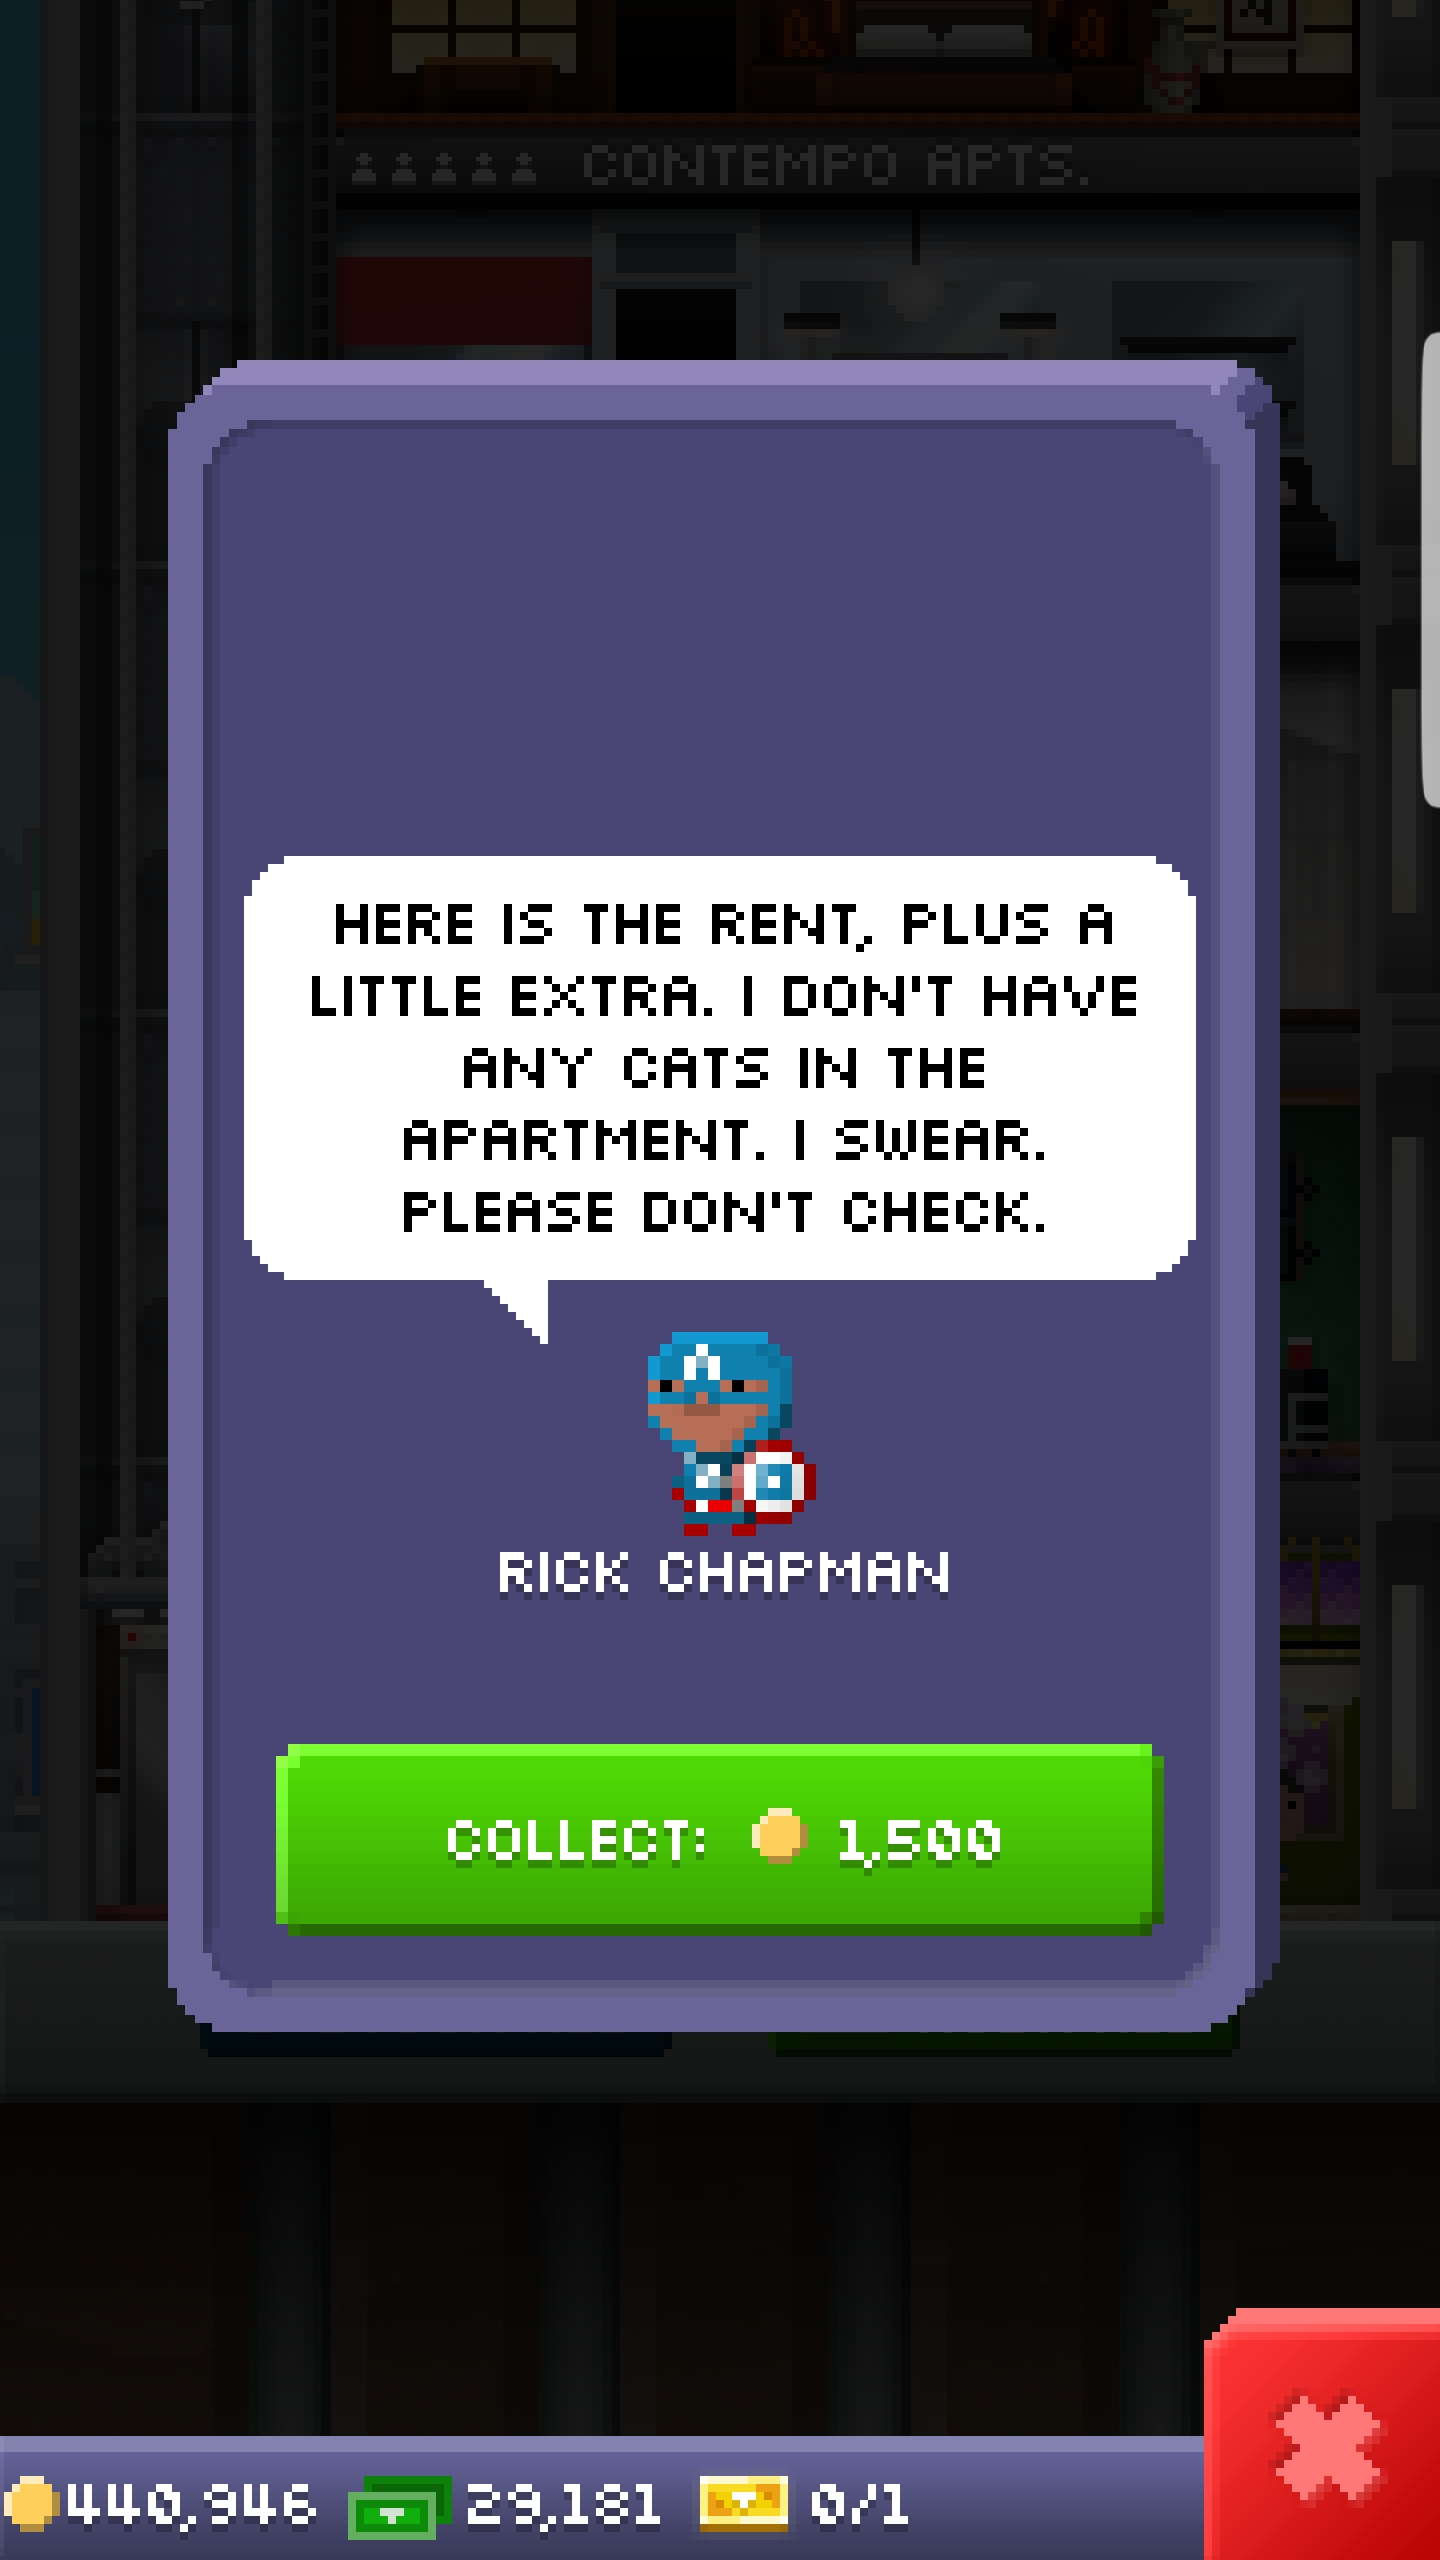 CONTEMPO APTS.
HERE IS THE RENT, PLUS A
LITTLE EXTRA. I DON'T HAVE
ANY CATS IN THE
APARTMENT. I SWEAR.
PLEASE DON'T CHECK.
A
RICK CHAPMAN
COLLECT: 1,500
440,946 29,181 0/1